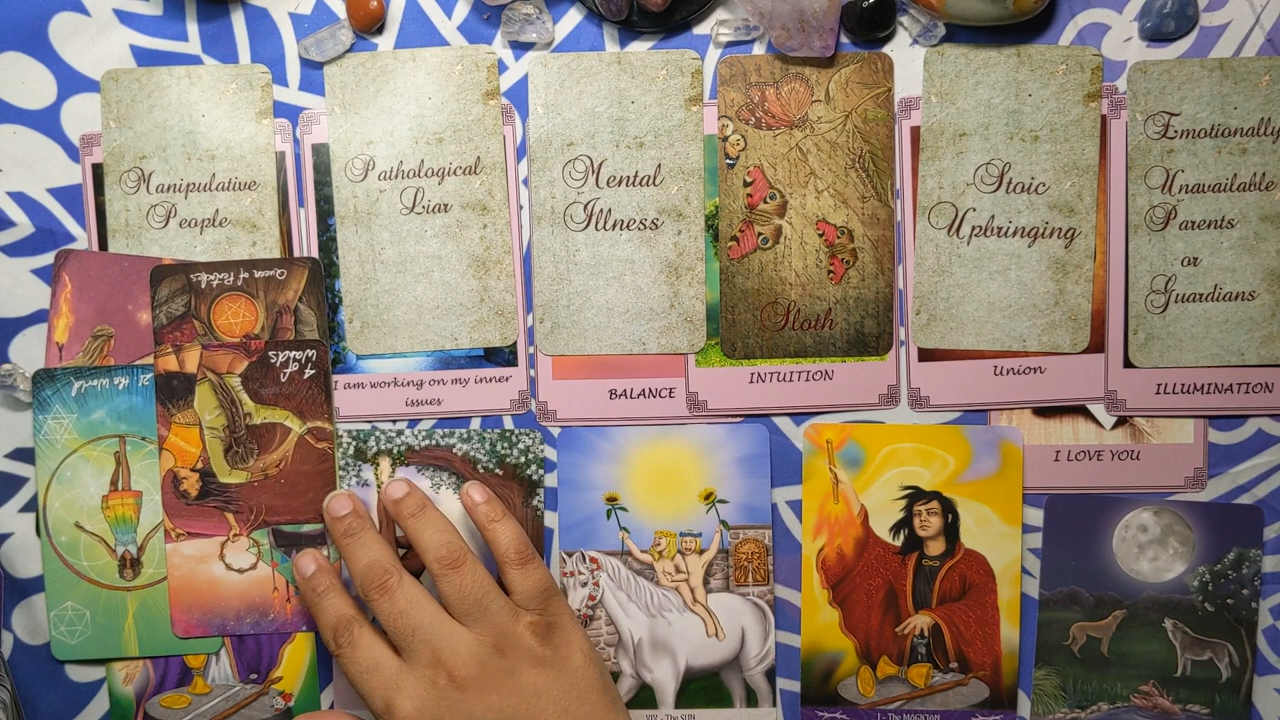 Manipulative
People
Pathological
Liar
Mental
Illness
Sloth
Stoic
Upbringing
Emotionally
Unavailable
Parents
or
Guardians
I am working on my inner
issues
BALANCE
INTUITION
Union
ILLUMINATION
I LOVE YOU
Queen of Pentacles
4 of
Wands
21 the World
XIX - The SUN
I - The MAGICIAN